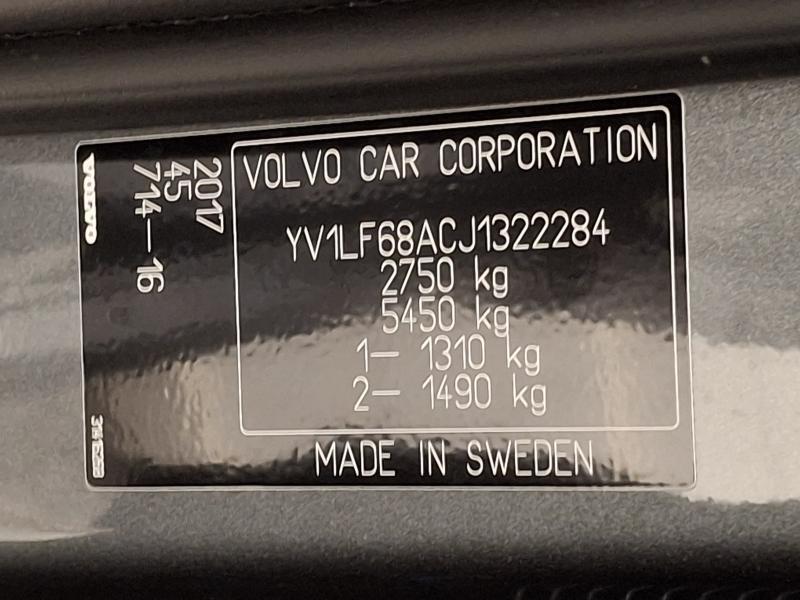 VOLVO
2017
45
714-16
VOLVO CAR CORPORATION
YV1LF68ACJ1322284
2750 kg
5450 kg
1- 1310 kg
2- 1490 kg
MADE IN SWEDEN